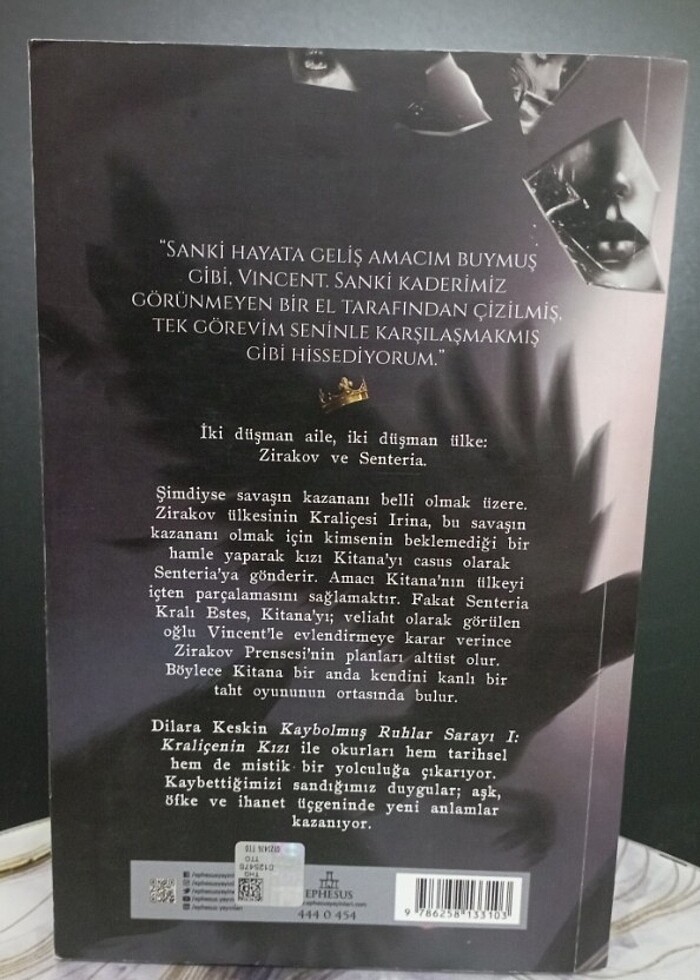 “SANKİ HAYATA GELİŞ AMACIM BUYMUŞ
GİBİ, VINCENT. SANKİ KADERİMİZ
GÖRÜNMEYEN BİR EL TARAFINDAN ÇİZİLMİŞ,
TEK GÖREVİM SENİNLE KARŞILAŞMAKMIŞ
GİBİ HİSSEDİYORUM.”
İki düşman aile, iki düşman ülke:
Zirakov ve Senteria.
Şimdiyse savaşın kazananı belli olmak üzere.
Zirakov ülkesinin Kraliçesi Irina, bu savaşın
kazananı olmak için kimsenin beklemediği bir
hamle yaparak kızı Kitana’yı casus olarak
Senteria’ya gönderir. Amacı Kitana’nın ülkeyi
içten parçalamasını sağlamaktır. Fakat Senteria
Kralı Estes, Kitana’yı; veliaht olarak görülen
oğlu Vincent’le evlendirmeye karar verince
Zirakov Prensesi’nin planları altüst olur.
Böylece Kitana bir anda kendini kanlı bir
taht oyununun ortasında bulur.
Dilara Keskin Kaybolmuş Ruhlar Sarayı I:
Kraliçenin Kızı ile okurları hem tarihsel
hem de mistik bir yolculuğa çıkarıyor.
Kaybettiğimizi sandığımız duygular; aşk,
öfke ve ihanet üçgeninde yeni anlamlar
kazanıyor.
EPHESUS
444 0 454
9 786258 133103